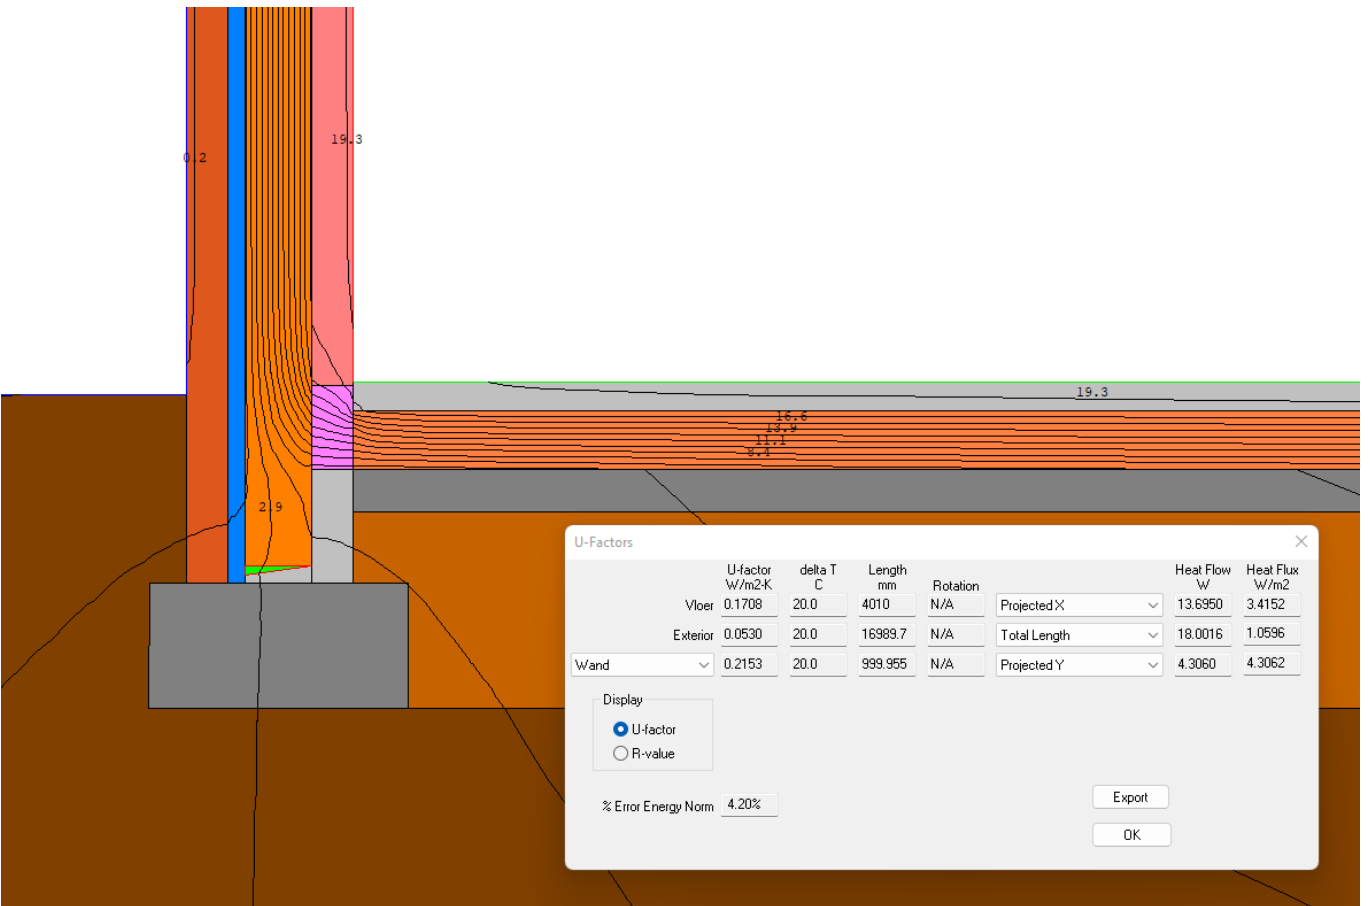 0.2
19.3
19.3
16.6
13.9
11.1
8.4
2.9
U-Factors
U-factor delta T Length Heat Flow Heat Flux
W/m2-K C mm Rotation W W/m2
Vloer 0.1708 20.0 4010 N/A Projected X 13.6950 3.4152
Exterior 0.0530 20.0 16989.7 N/A Total Length 18.0016 1.0596
Wand 0.2153 20.0 999.955 N/A Projected Y 4.3060 4.3062
Display
U-factor
R-value
% Error Energy Norm 4.20%
Export
OK